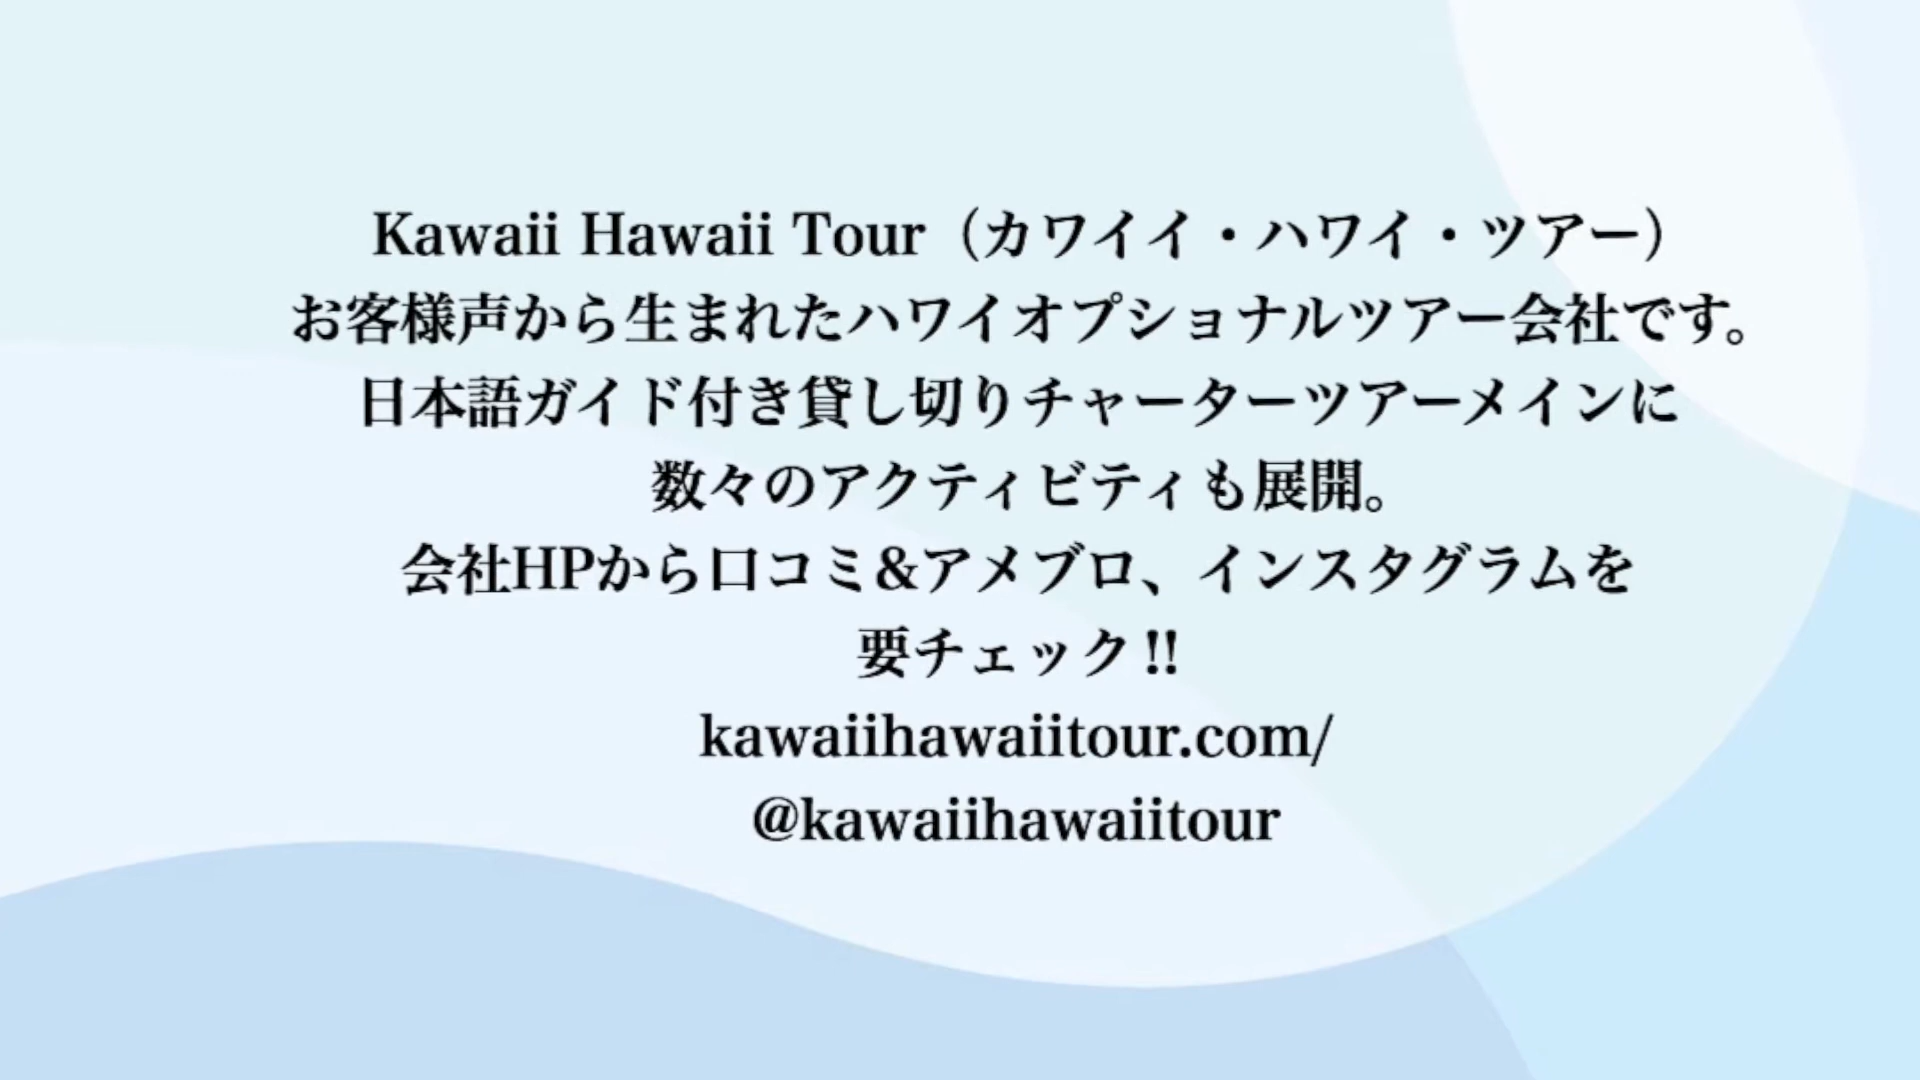 Kawaii Hawaii Tour（カワイイ・ハワイ・ツアー）
お客様声から生まれたハワイオプショナルツアー会社です。
日本語ガイド付き貸し切りチャーターツアーメインに
数々のアクティビティも展開。
会社HPから口コミ&アメブロ、インスタグラムを
要チェック!!
kawaiihawaiitour.com/
@kawaiihawaiitour